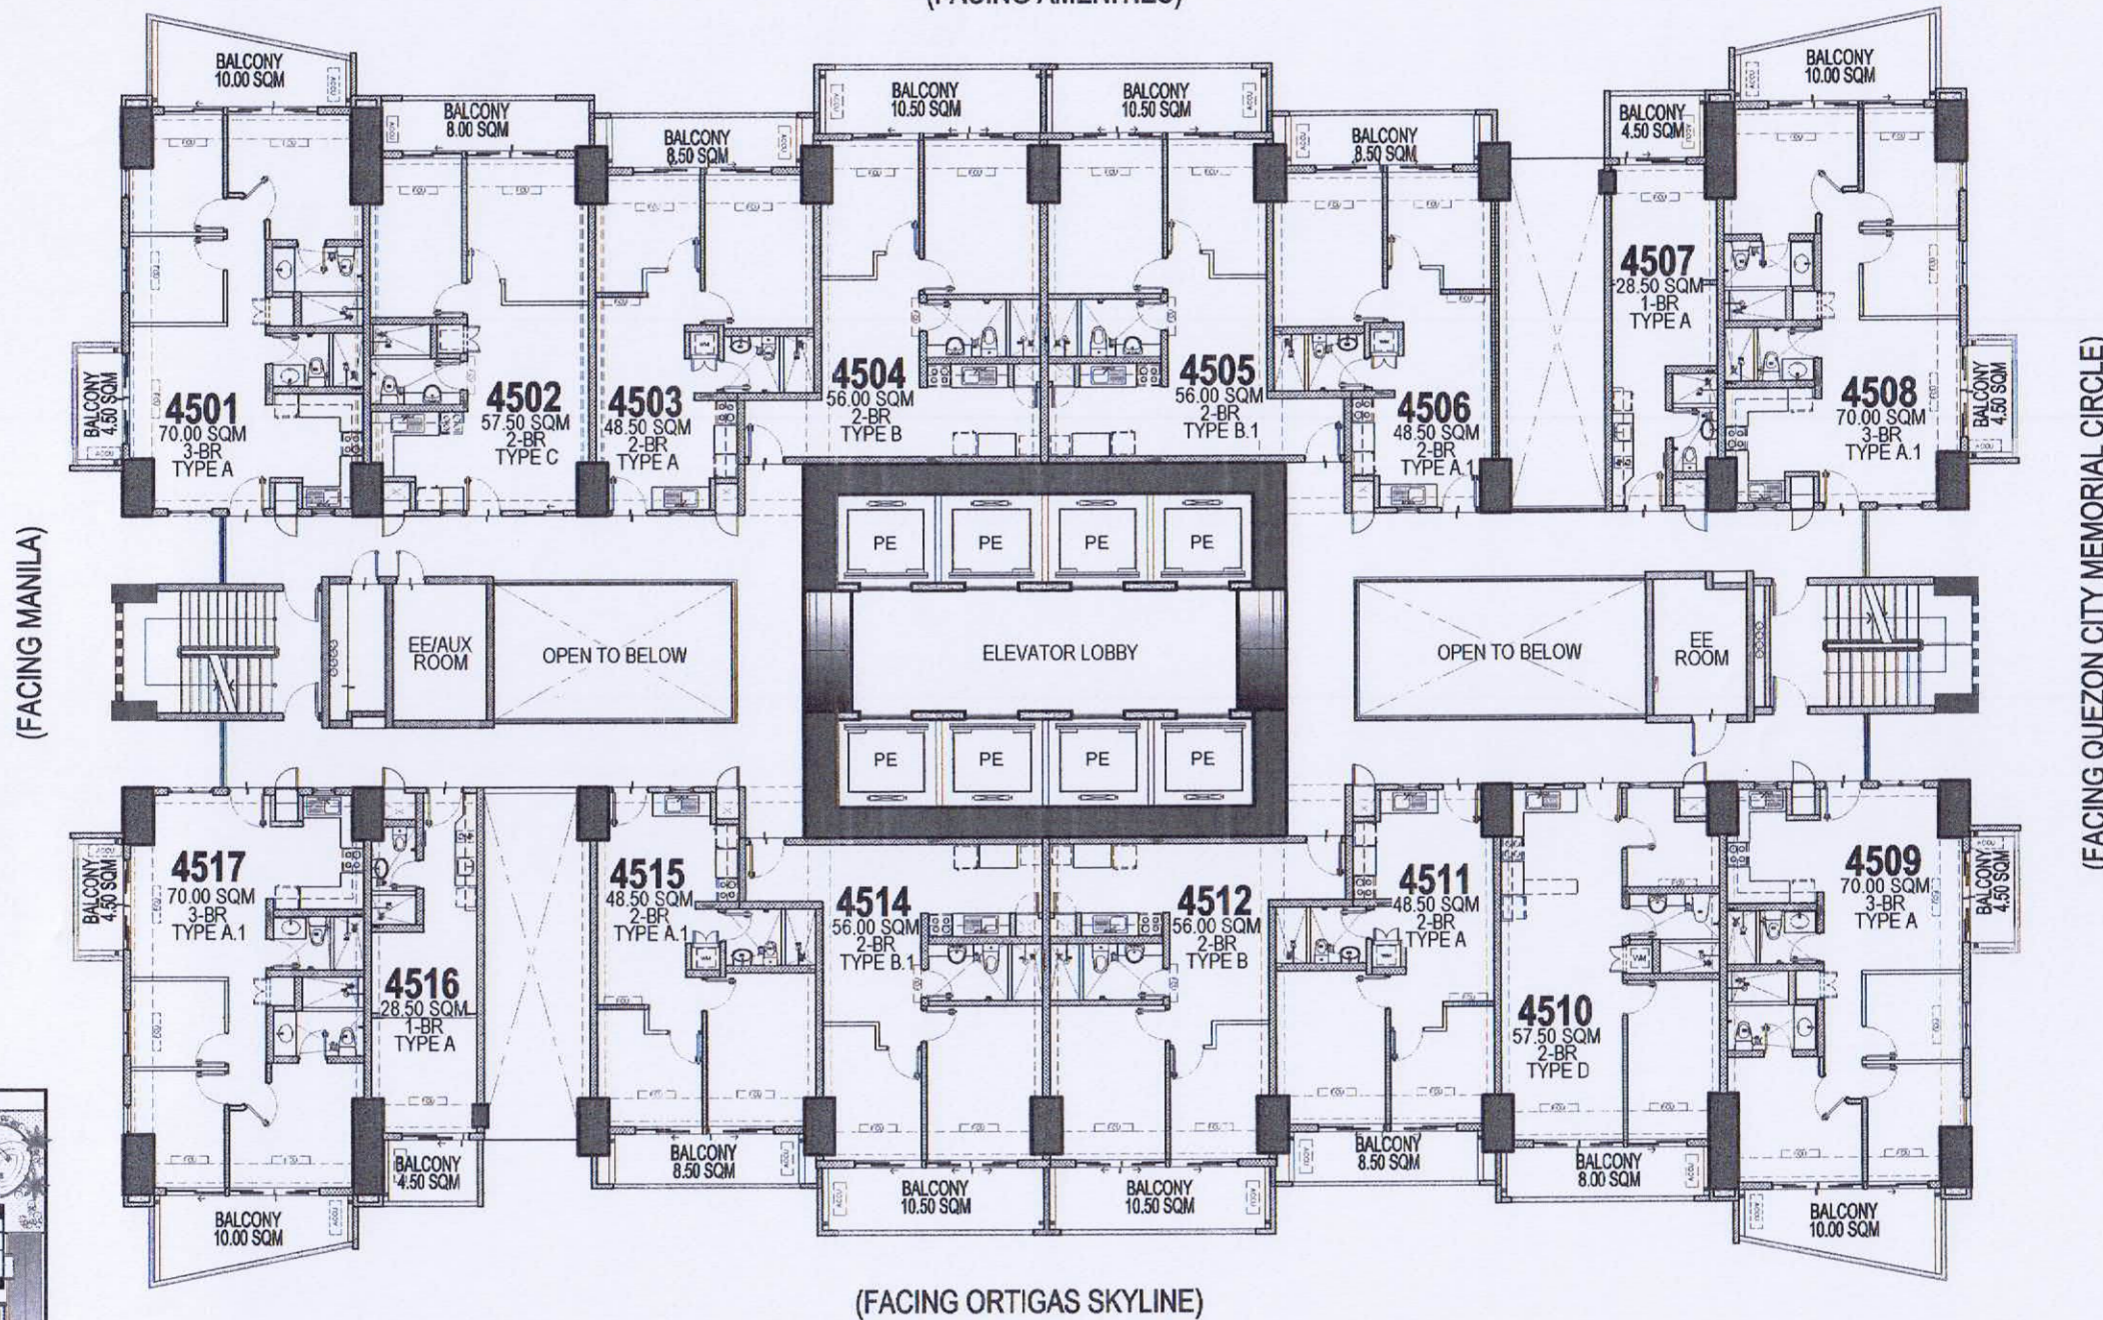 BALCONY
10.00 SQM
BALCONY
8.00 SQM
BALCONY
8.50 SQM
BALCONY
10.50 SQM
BALCONY
10.50 SQM
BALCONY
8.50 SQM
BALCONY
4.50 SQM
BALCONY
10.00 SQM
4501
70.00 SQM
3-BR
TYPE A
BALCONY
4.50 SQM
4502
57.50 SQM
2-BR
TYPE C
4503
48.50 SQM
2-BR
TYPE A
4504
56.00 SQM
2-BR
TYPE B
4505
56.00 SQM
2-BR
TYPE B.1
4506
48.50 SQM
2-BR
TYPE A.1
4507
28.50 SQM
1-BR
TYPE A
4508
70.00 SQM
3-BR
TYPE A.1
BALCONY
4.50 SQM
PE
PE
PE
PE
(FACING MANILA)
EE/AUX
ROOM
OPEN TO BELOW
ELEVATOR LOBBY
OPEN TO BELOW
EE
ROOM
(FACING QUEZON CITY MEMORIAL CIRCLE)
PE
PE
PE
PE
BALCONY
4.50 SQM
4517
70.00 SQM
3-BR
TYPE A.1
4516
28.50 SQM
1-BR
TYPE A
4515
48.50 SQM
2-BR
TYPE A.1
4514
56.00 SQM
2-BR
TYPE B.1
4512
56.00 SQM
2-BR
TYPE B
4511
48.50 SQM
2-BR
TYPE A
4510
57.50 SQM
2-BR
TYPE D
4509
70.00 SQM
3-BR
TYPE A
BALCONY
4.50 SQM
BALCONY
10.00 SQM
BALCONY
4.50 SQM
BALCONY
8.50 SQM
BALCONY
10.50 SQM
BALCONY
10.50 SQM
BALCONY
8.50 SQM
BALCONY
8.00 SQM
BALCONY
10.00 SQM
(FACING ORTIGAS SKYLINE)